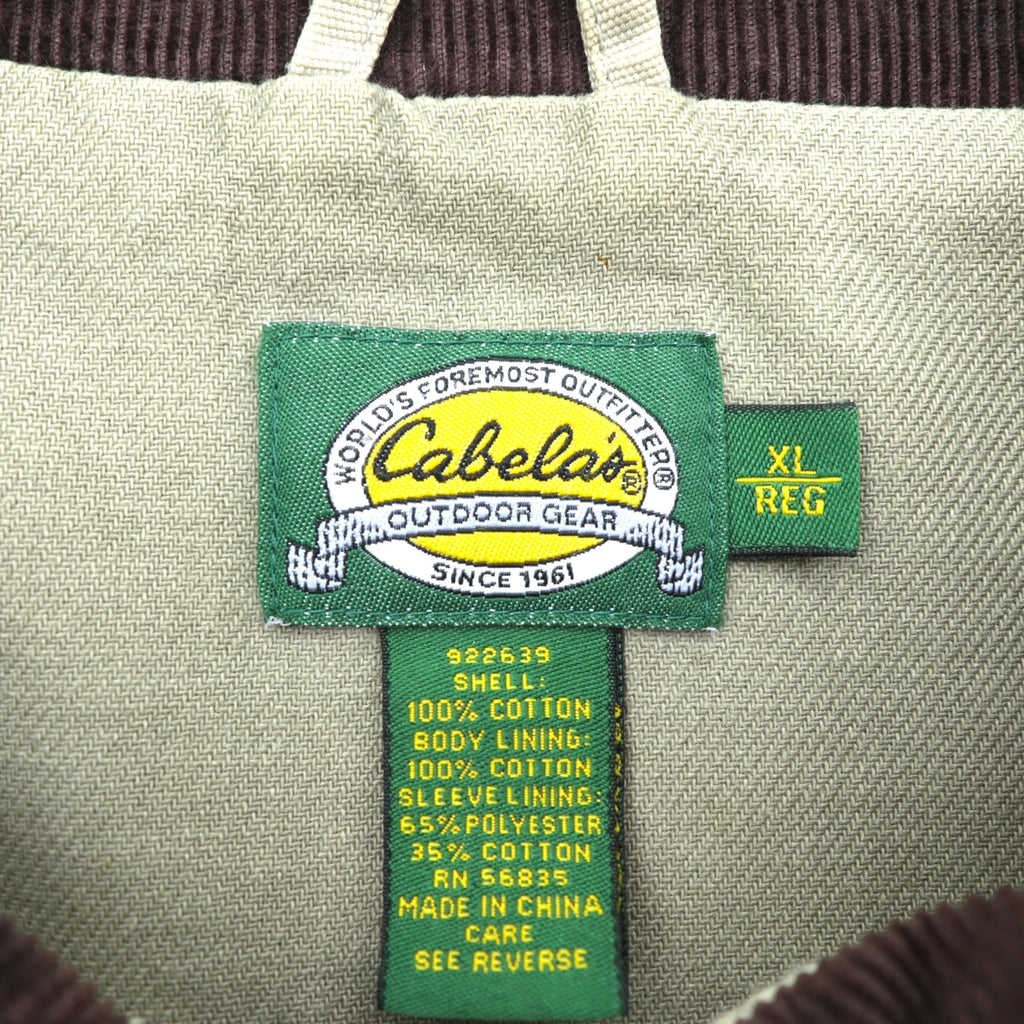 WORLD'S FOREMOST OUTFITTER®
Cabela's®
OUTDOOR GEAR
SINCE 1961
XL
REG
922639
SHELL:
100% COTTON
BODY LINING:
100% COTTON
SLEEVE LINING:
65% POLYESTER
35% COTTON
RN 56835
MADE IN CHINA
CARE
SEE REVERSE